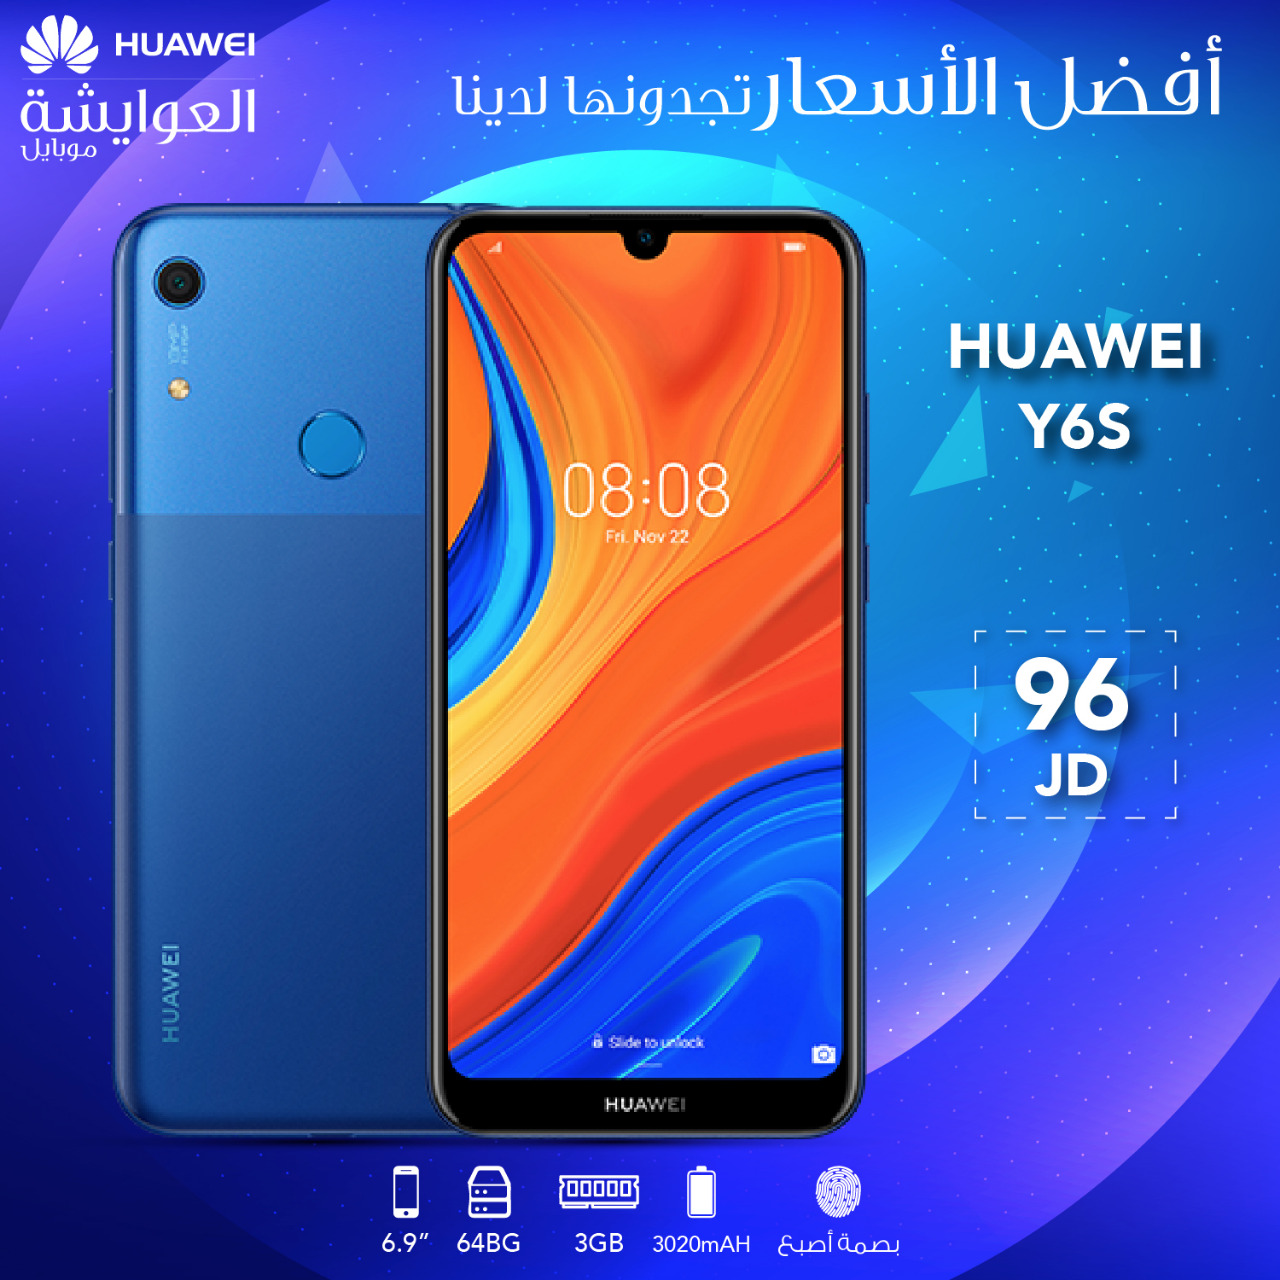 HUAWEI
العوايشة
موبايل
أفضل الأسعار تجدونها لدينا
HUAWEI
Y6S
96
JD
08:08
Fri. Nov 22
Slide to unlock
HUAWEI
HUAWEI
6.9”
64BG
3GB
3020mAH
بصمة أصبع